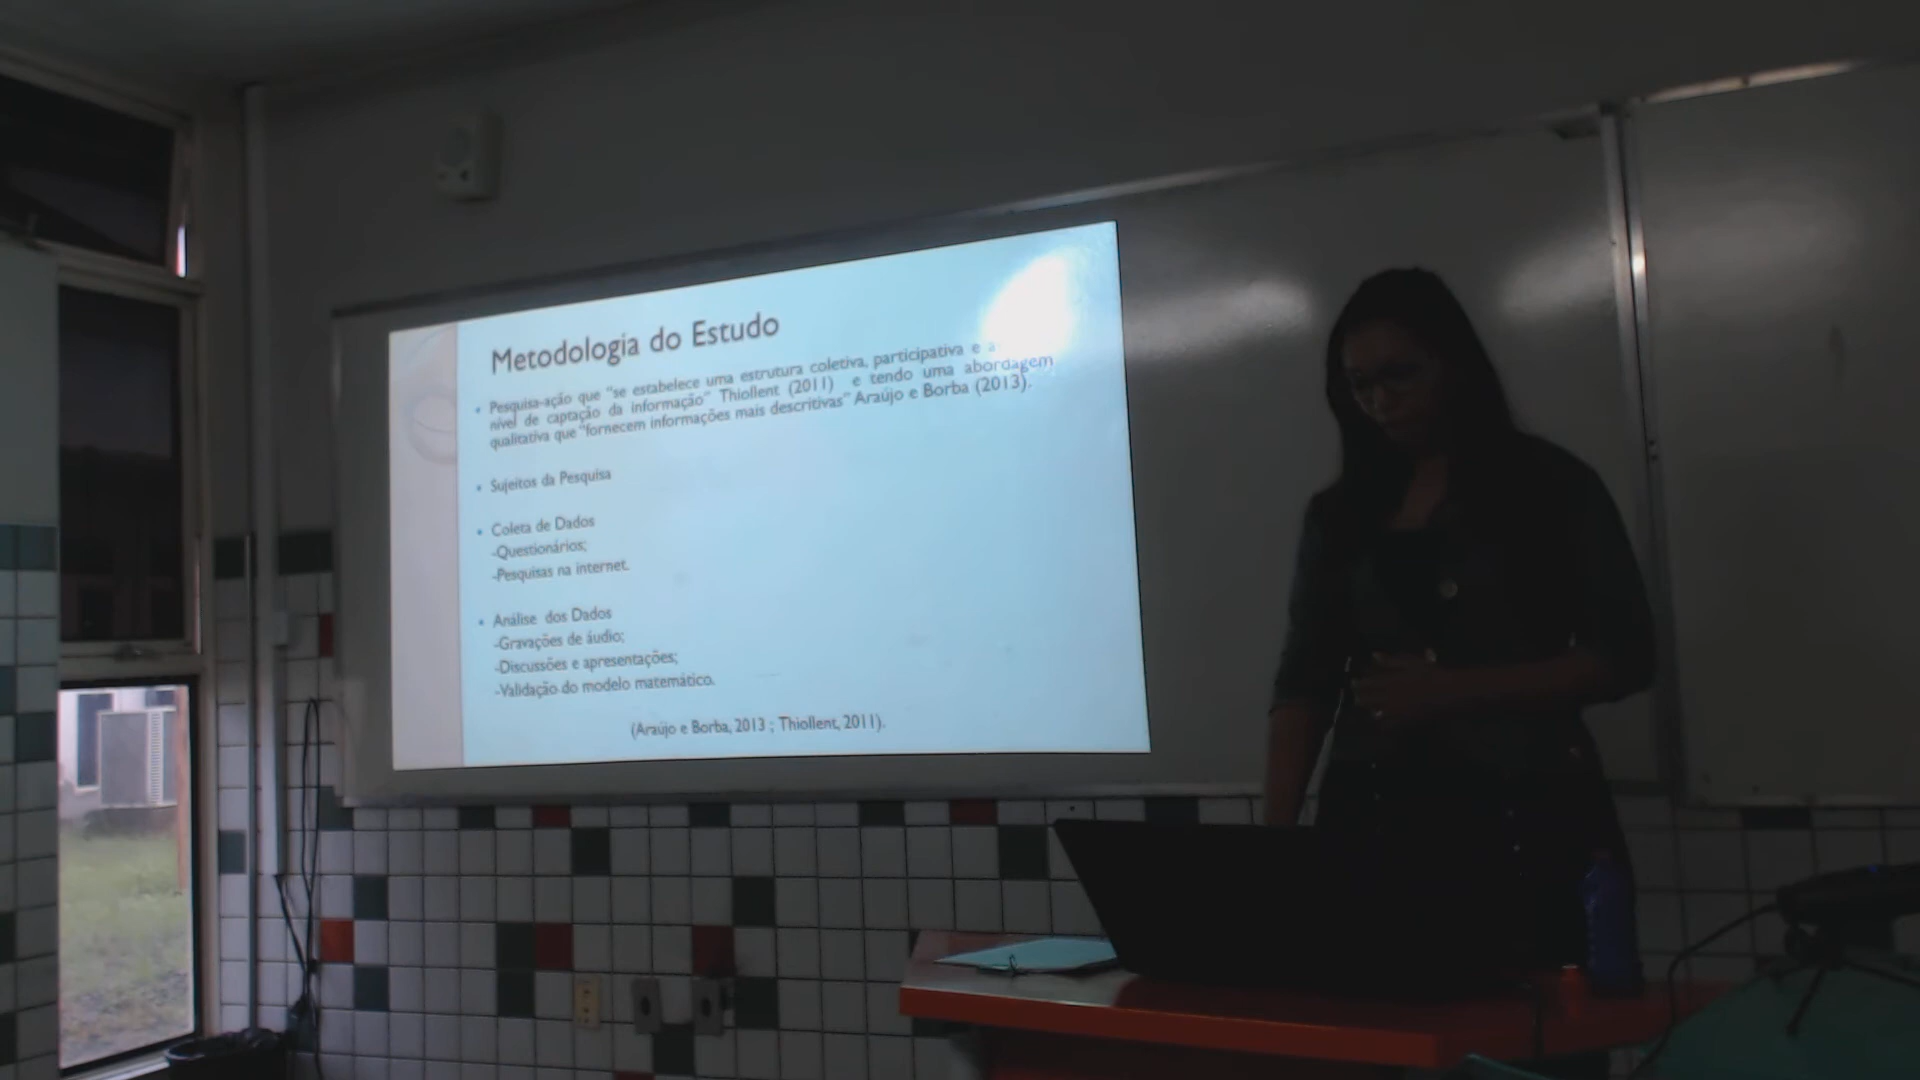 Metodologia do Estudo
• Pesquisa-ação que "se estabelece uma estrutura coletiva, participativa e a
nível de captação da informação" Thiollent (2011) e tendo uma abordagem
qualitativa que "fornecem informações mais descritivas" Araújo e Borba (2013).
• Sujeitos da Pesquisa
• Coleta de Dados
-Questionários;
-Pesquisas na internet.
• Análise dos Dados
-Gravações de áudio;
-Discussões e apresentações;
-Validação do modelo matemático.
(Araújo e Borba, 2013 ; Thiollent, 2011).